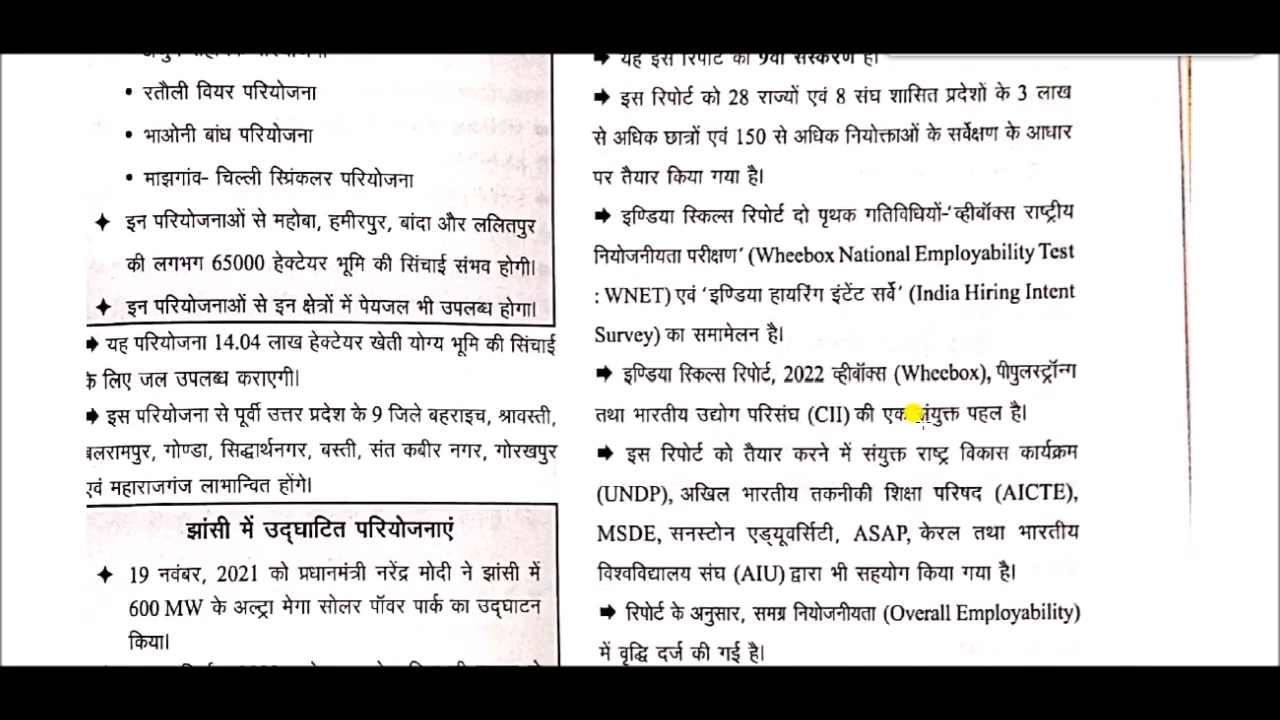 • रतौली वियर परियोजना
• भाओनी बांध परियोजना
• माझगांव- चिल्ली स्प्रिंकलर परियोजना
✦ इन परियोजनाओं से महोबा, हमीरपुर, बांदा और ललितपुर
की लगभग 65000 हेक्टेयर भूमि की सिंचाई संभव होगी।
✦ इन परियोजनाओं से इन क्षेत्रों में पेयजल भी उपलब्ध होगा।
➡ यह परियोजना 14.04 लाख हेक्टेयर खेती योग्य भूमि की सिंचाई
के लिए जल उपलब्ध कराएगी।
➡ इस परियोजना से पूर्वी उत्तर प्रदेश के 9 जिले बहराइच, श्रावस्ती,
बलरामपुर, गोण्डा, सिद्धार्थनगर, बस्ती, संत कबीर नगर, गोरखपुर
एवं महाराजगंज लाभान्वित होंगे।
झांसी में उद्घाटित परियोजनाएं
✦ 19 नवंबर, 2021 को प्रधानमंत्री नरेंद्र मोदी ने झांसी में
600 MW के अल्ट्रा मेगा सोलर पॉवर पार्क का उद्घाटन
किया।
➡ यह इस रिपोर्ट का 9वां संस्करण है।
➡ इस रिपोर्ट को 28 राज्यों एवं 8 संघ शासित प्रदेशों के 3 लाख
से अधिक छात्रों एवं 150 से अधिक नियोक्ताओं के सर्वेक्षण के आधार
पर तैयार किया गया है।
➡ इण्डिया स्किल्स रिपोर्ट दो पृथक गतिविधियों-‘व्हीबॉक्स राष्ट्रीय
नियोजनीयता परीक्षण’ (Wheebox National Employability Test
: WNET) एवं ‘इण्डिया हायरिंग इंटेंट सर्वे’ (India Hiring Intent
Survey) का समामेलन है।
➡ इण्डिया स्किल्स रिपोर्ट, 2022 व्हीबॉक्स (Wheebox), पीपुलस्ट्रॉन्ग
तथा भारतीय उद्योग परिसंघ (CII) की एक संयुक्त पहल है।
➡ इस रिपोर्ट को तैयार करने में संयुक्त राष्ट्र विकास कार्यक्रम
(UNDP), अखिल भारतीय तकनीकी शिक्षा परिषद (AICTE),
MSDE, सनस्टोन एड्यूवर्सिटी, ASAP, केरल तथा भारतीय
विश्वविद्यालय संघ (AIU) द्वारा भी सहयोग किया गया है।
➡ रिपोर्ट के अनुसार, समग्र नियोजनीयता (Overall Employability)
में वृद्धि दर्ज की गई है।